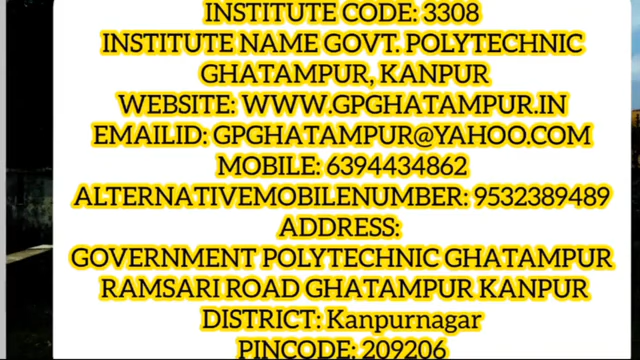 INSTITUTE CODE: 3308
INSTITUTE NAME GOVT. POLYTECHNIC
GHATAMPUR, KANPUR
WEBSITE: WWW.GPGHATAMPUR.IN
EMAILID: GPGHATAMPUR@YAHOO.COM
MOBILE: 6394434862
ALTERNATIVEMOBILENUMBER: 9532389489
ADDRESS:
GOVERNMENT POLYTECHNIC GHATAMPUR
RAMSARI ROAD GHATAMPUR KANPUR
DISTRICT: Kanpurnagar
PINCODE: 209206